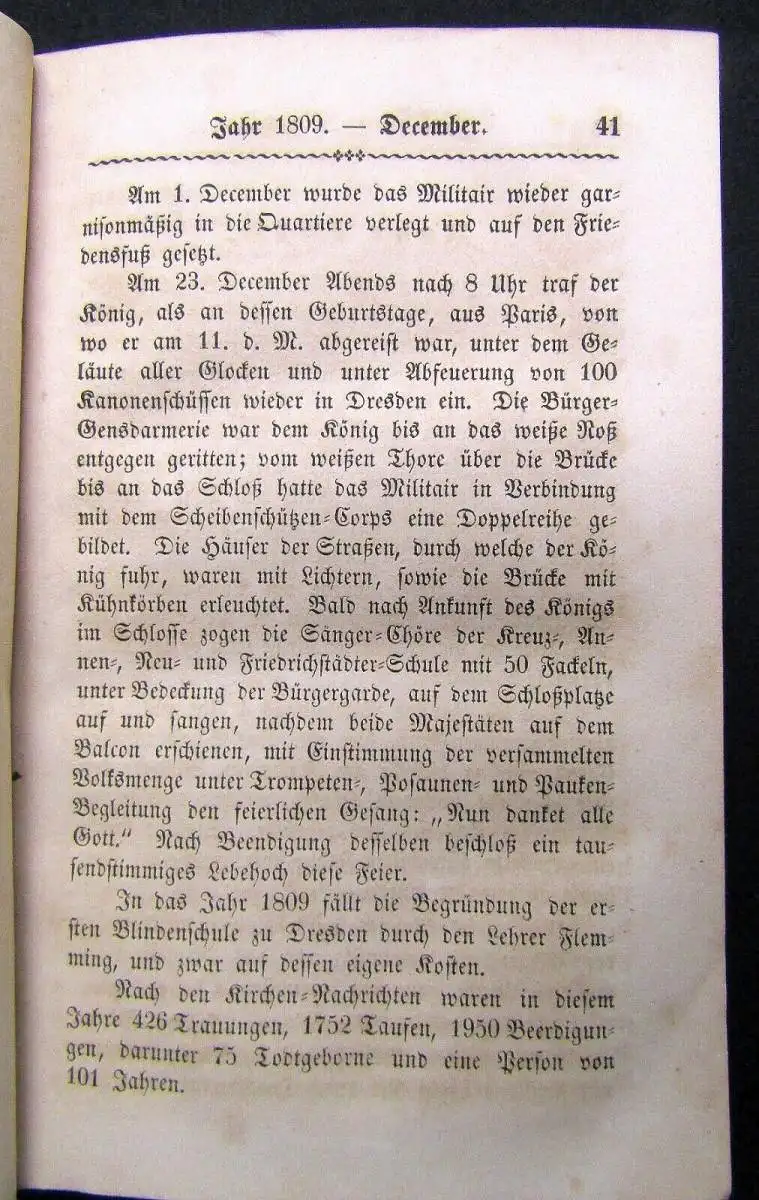 Jahr 1809. — December. 41
Am 1. December wurde das Militair wieder gar⸗
nisonmäßig in die Quartiere verlegt und auf den Frie⸗
densfuß gesetzt.
Am 23. December Abends nach 8 Uhr traf der
König, als an dessen Geburtstage, aus Paris, von
wo er am 11. d. M. abgereist war, unter dem Ge⸗
läute aller Glocken und unter Abfeuerung von 100
Kanonenschüssen wieder in Dresden ein. Die Bürger⸗
Gensdarmerie war dem König bis an das weiße Roß
entgegen geritten; vom weißen Thore über die Brücke
bis an das Schloß hatte das Militair in Verbindung
mit dem Scheibenschützen⸗Corps eine Doppelreihe ge⸗
bildet. Die Häuser der Straßen, durch welche der Kö⸗
nig fuhr, waren mit Lichtern, sowie die Brücke mit
Kühnkörben erleuchtet. Bald nach Ankunft des Königs
im Schlosse zogen die Sänger⸗Chöre der Kreuz⸗, An⸗
nen⸗, Neu⸗ und Friedrichstädter⸗Schule mit 50 Fackeln,
unter Bedeckung der Bürgergarde, auf dem Schloßplatze
auf und sangen, nachdem beide Majestäten auf dem
Balcon erschienen, mit Einstimmung der versammelten
Volksmenge unter Trompeten⸗, Posaunen⸗ und Pauken⸗
Begleitung den feierlichen Gesang: „Nun danket alle
Gott.“ Nach Beendigung desselben beschloß ein tau⸗
sendstimmiges Lebehoch diese Feier.
In das Jahr 1809 fällt die Begründung der er⸗
sten Blindenschule zu Dresden durch den Lehrer Flem⸗
ming, und zwar auf dessen eigene Kosten.
Nach den Kirchen⸗Nachrichten waren in diesem
Jahre 426 Trauungen, 1752 Taufen, 1950 Beerdigun⸗
gen, darunter 75 Todtgeborne und eine Person von
101 Jahren.